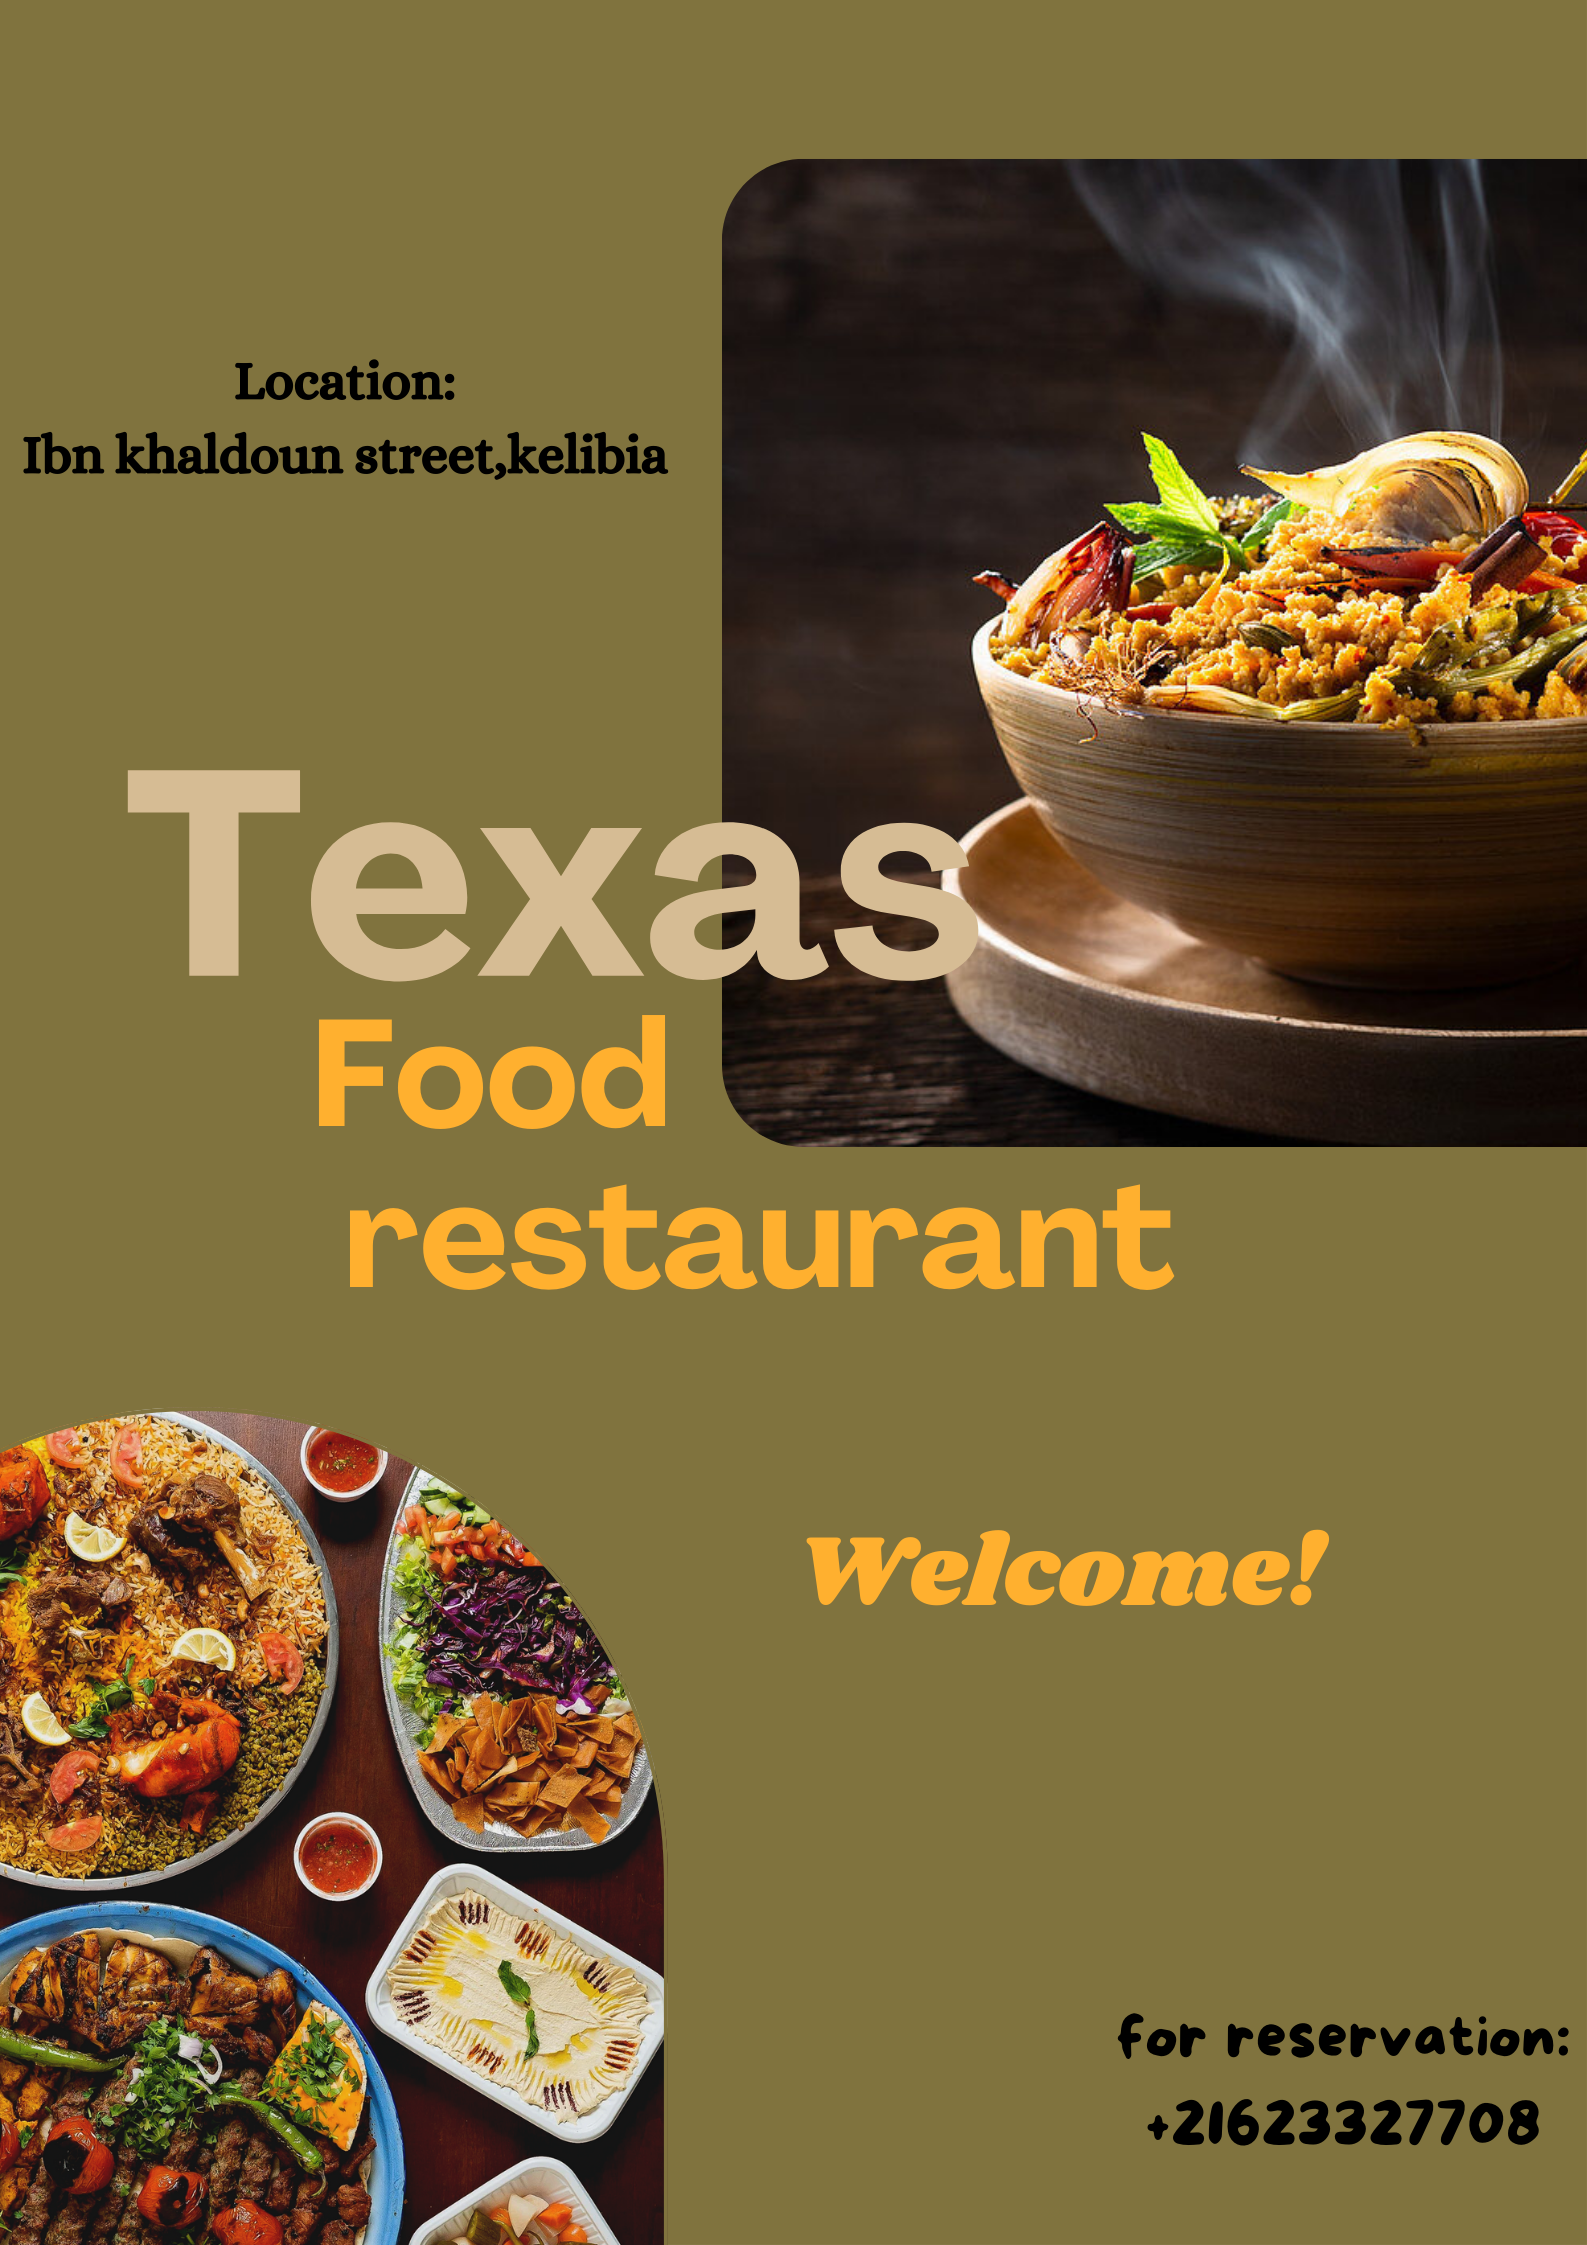 Location:
Ibn khaldoun street,kelibia
Texas
Food
restaurant
Welcome!
for reservation:
+21623327708